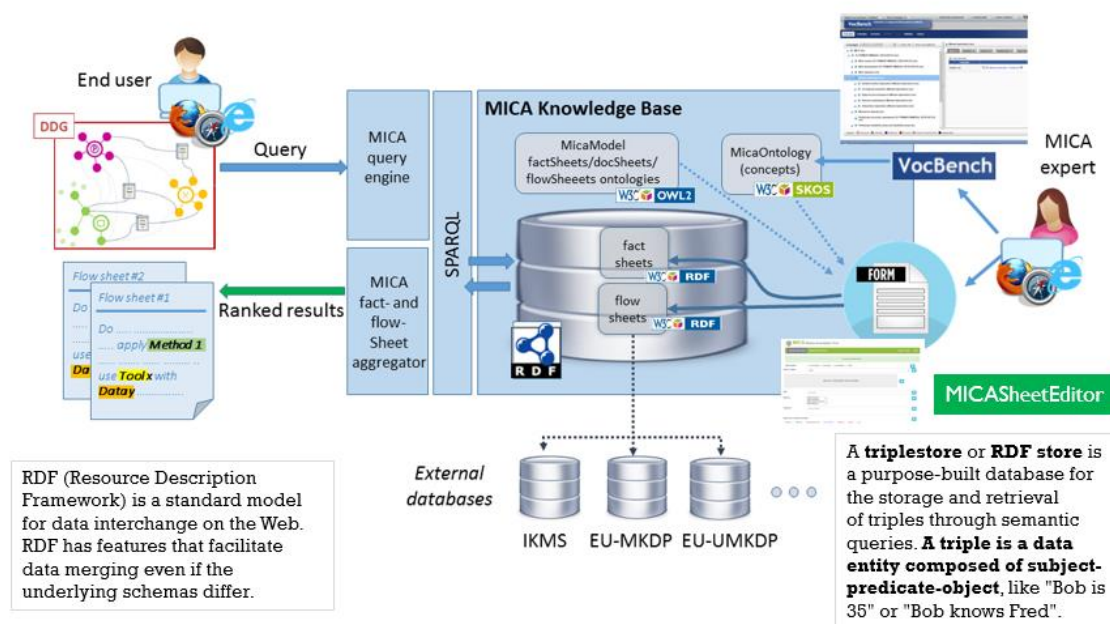 End user
DDG
Query
MICA
query
engine
SPARQL
MICA Knowledge Base
MicaModel
factSheets/docSheets/
flowSheeets ontologies
W3C OWL2
MicaOntology
(concepts)
W3C SKOS
VocBench
VocBench
MICA
expert
fact
sheets
W3C RDF
flow
sheets
W3C RDF
RDF
FORM
MICASheetEditor
Ranked results
MICA
fact- and
flow-
Sheet
aggregator
Flow sheet #2
Do
use
Da
Flow sheet #1
Do .... ................
..... apply Method 1
use Tool x with
Data y
External
databases
IKMS
EU-MKDP
EU-UMKDP
RDF (Resource Description
Framework) is a standard model
for data interchange on the Web.
RDF has features that facilitate
data merging even if the
underlying schemas differ.
A triplestore or RDF store is
a purpose-built database for
the storage and retrieval
of triples through semantic
queries. A triple is a data
entity composed of subject-
predicate-object, like "Bob is
35" or "Bob knows Fred".